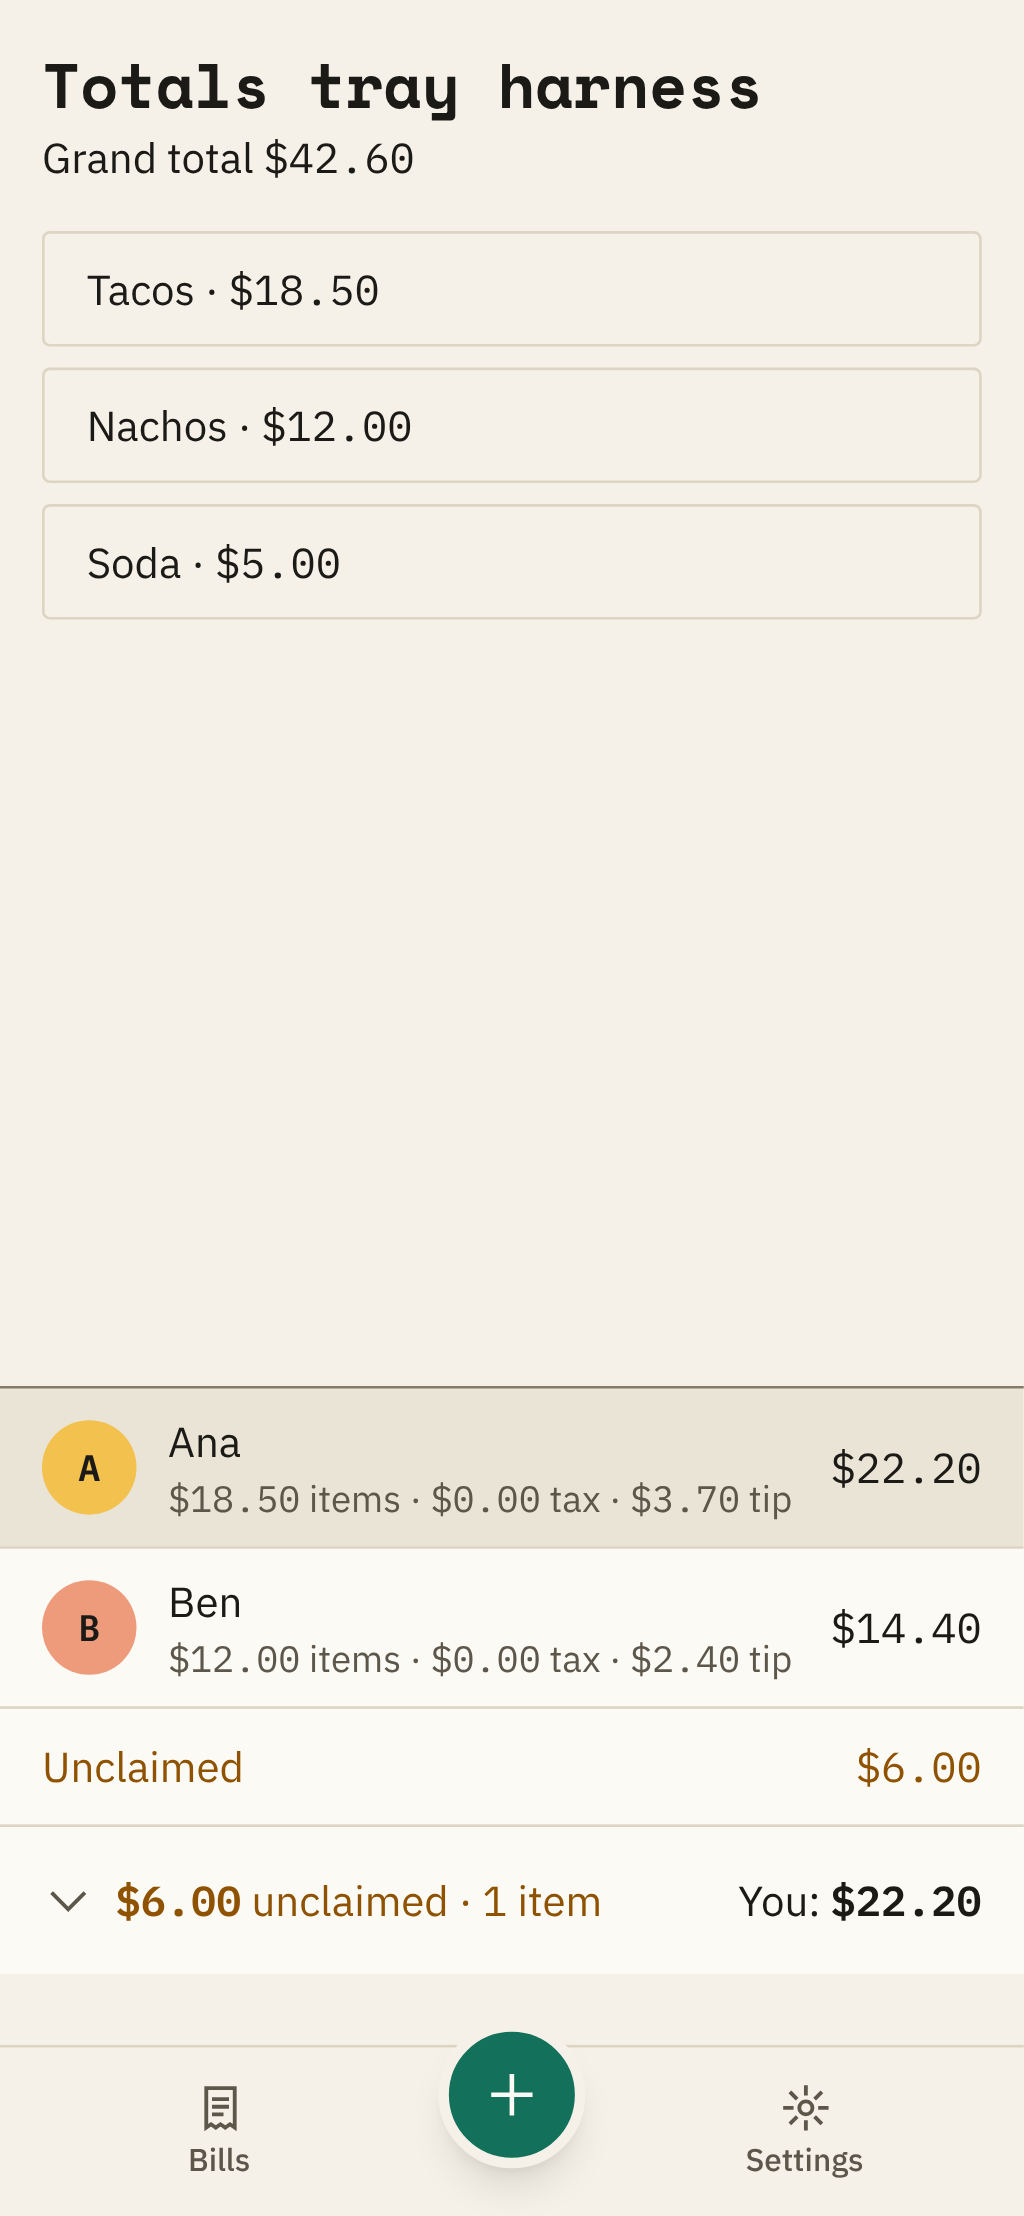 Totals tray harness
Grand total $42.60
Tacos · $18.50
Nachos · $12.00
Soda · $5.00
A
Ana
$18.50 items · $0.00 tax · $3.70 tip
$22.20
B
Ben
$12.00 items · $0.00 tax · $2.40 tip
$14.40
Unclaimed $6.00
$6.00 unclaimed · 1 item You: $22.20
Bills
Settings